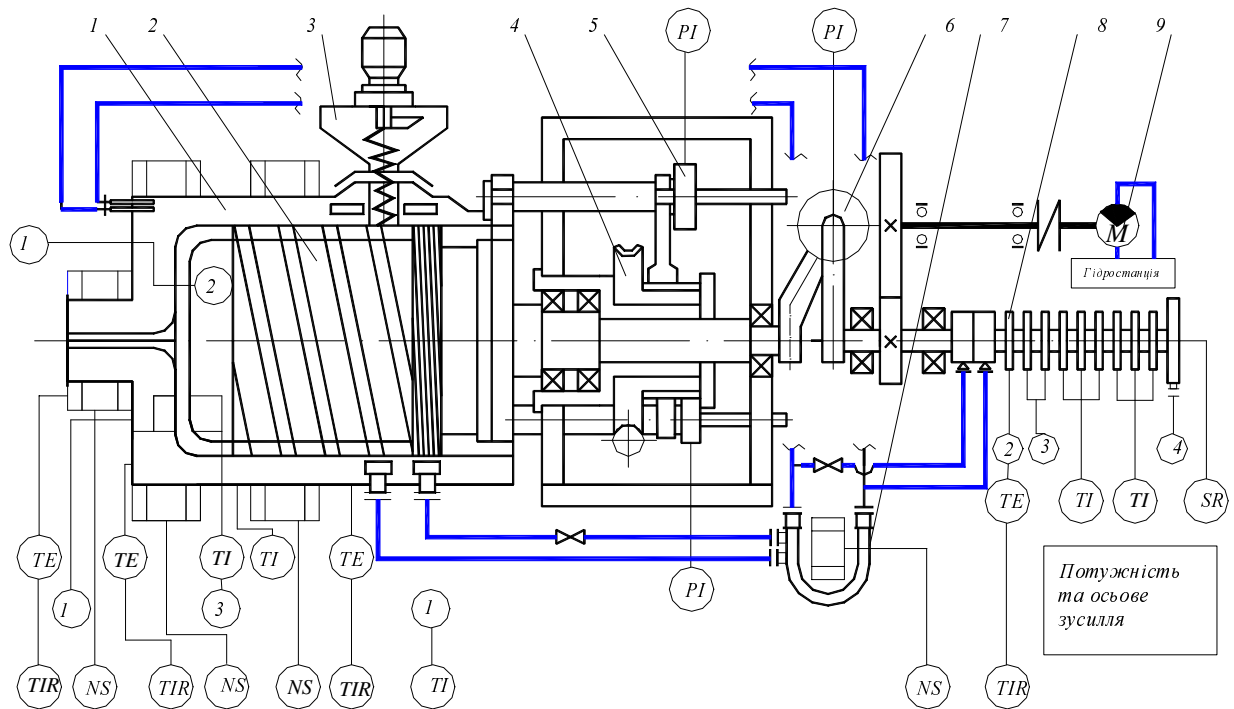 1 2 3 4 5 PI PI 6 7 8 9
3
1
2
M
Гідростанція
2 3 4
TE TI TI SR
TE TE TI TI TE PI
1 3 1
Потужність
та осьове
зусилля
TIR NS TIR NS NS TIR TI NS TIR